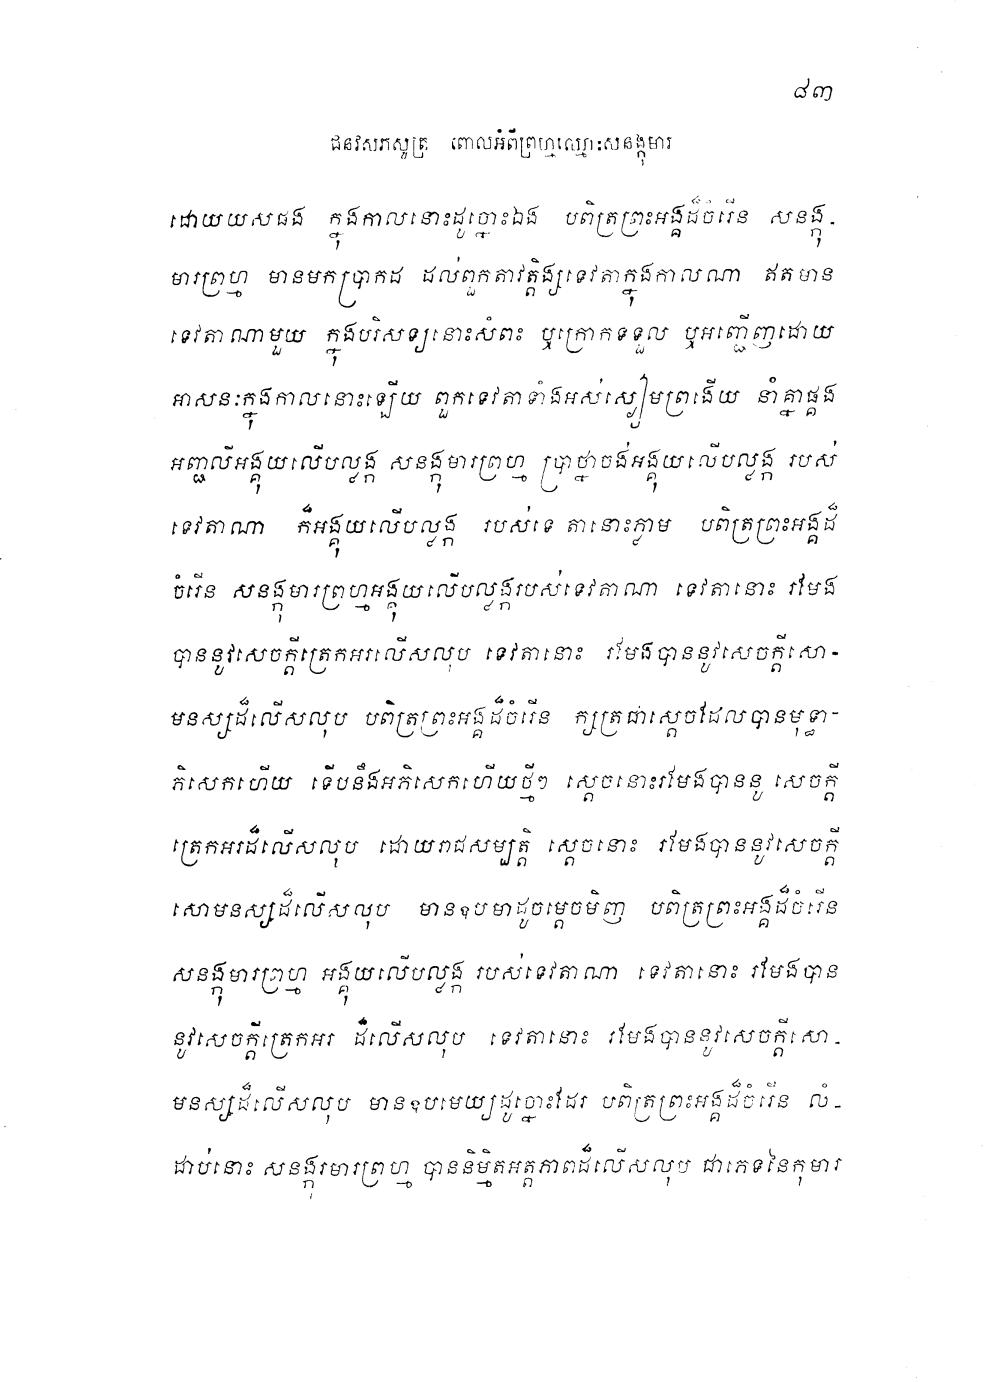 ៨៣
ជនវសភសូត្រ ពោលអំពីព្រហ្មឈ្មោះសនង្កុមារ
ដោយយសផង ក្នុងកាលនោះដូច្នោះឯង បពិត្រព្រះអង្គដ៏ចំរើន សនង្កុ-
មារព្រហ្ម មានមកប្រាកដ ដល់ពួកតាវត្តិង្សទេវតាក្នុងកាលណា ឥតមាន
ទេវតាណាមួយ ក្នុងបរិសទ្យនោះសំពះ ឬក្រោកទទួល ឬអញ្ជើញដោយ
អាសនៈក្នុងកាលនោះឡើយ ពួកទេវតាទាំងអស់ស្ងៀមព្រងើយ នាំគ្នាផ្គង
អញ្ជលីអង្គុយលើបល្ល័ង្ក សនង្កុមារព្រហ្ម ប្រាថ្នាចង់អង្គុយលើបល្ល័ង្ក របស់
ទេវតាណា ក៏អង្គុយលើបល្ល័ង្ក របស់ទេ តានោះភ្លាម បពិត្រព្រះអង្គដ៏
ចំរើន សនង្កុមារព្រហ្មអង្គុយលើបល្ល័ង្ករបស់ទេវតាណា ទេវតានោះ រមែង
បាននូវសេចក្តីត្រេកអរលើសលុប ទេវតានោះ រមែងបាននូវសេចក្តីសោ-
មនស្សដ៏លើសលុប បពិត្រព្រះអង្គដ៏ចំរើន ក្សត្រជាស្តេចដែលបានមុទ្ធា-
ភិសេកហើយ ទើបនឹងអភិសេកហើយថ្មីៗ ស្តេចនោះរមែងបាននូ សេចក្តី
ត្រេកអរដ៏លើសលុប ដោយរាជសម្បត្តិ ស្តេចនោះ រមែងបាននូវសេចក្តី
សោមនស្សដ៏លើសលុប មានឧបមាដូចម្តេចមិញ បពិត្រព្រះអង្គដ៏ចំរើន
សនង្កុមារព្រហ្ម អង្គុយលើបល្ល័ង្ក របស់ទេវតាណា ទេវតានោះ រមែងបាន
នូវសេចក្តីត្រេកអរ ដ៏លើសលុប ទេវតានោះ រមែងបាននូវសេចក្តីសោ-
មនស្សដ៏លើសលុប មានឧបមេយ្យដូច្នោះដែរ បពិត្រព្រះអង្គដ៏ចំរើន លំ-
ដាប់នោះ សនង្កុរមារព្រហ្ម បាននិម្មិតអត្តភាពដ៏លើសលុប ជាភេទនៃកុមារ